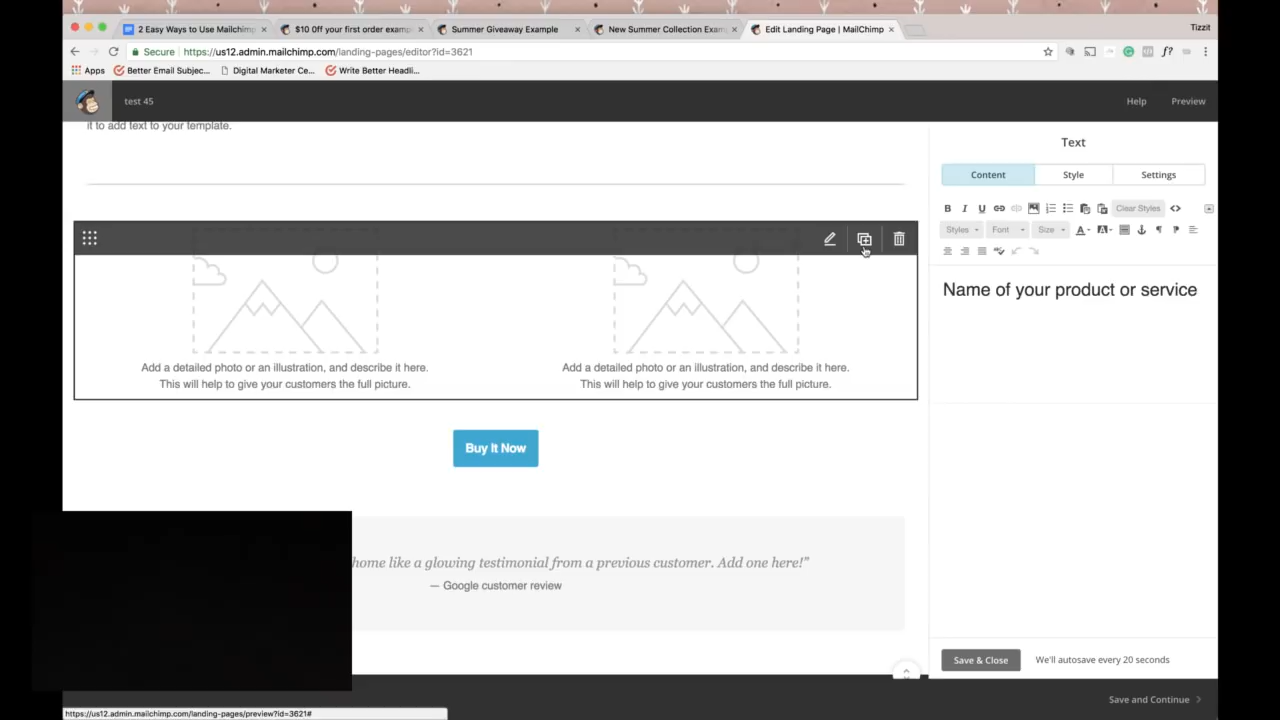 2 Easy Ways to Use Mailchimp
$10 Off your first order examp
Summer Giveaway Example
New Summer Collection Exam
Edit Landing Page | MailChimp
Tizzit
Secure
https://us12.admin.mailchimp.com/landing-pages/editor?id=3621
Apps
Better Email Subjec...
Digital Marketer Ce...
Write Better Headli...
test 45
Help
Preview
it to add text to your template.
Text
Content
Style
Settings
B I U
Clear Styles
Styles
Font
Size
Name of your product or service
Add a detailed photo or an illustration, and describe it here.
This will help to give your customers the full picture.
Add a detailed photo or an illustration, and describe it here.
This will help to give your customers the full picture.
Buy It Now
home like a glowing testimonial from a previous customer. Add one here!"
— Google customer review
Save & Close
We'll autosave every 20 seconds
Save and Continue
https://us12.admin.mailchimp.com/landing-pages/preview?id=3621#